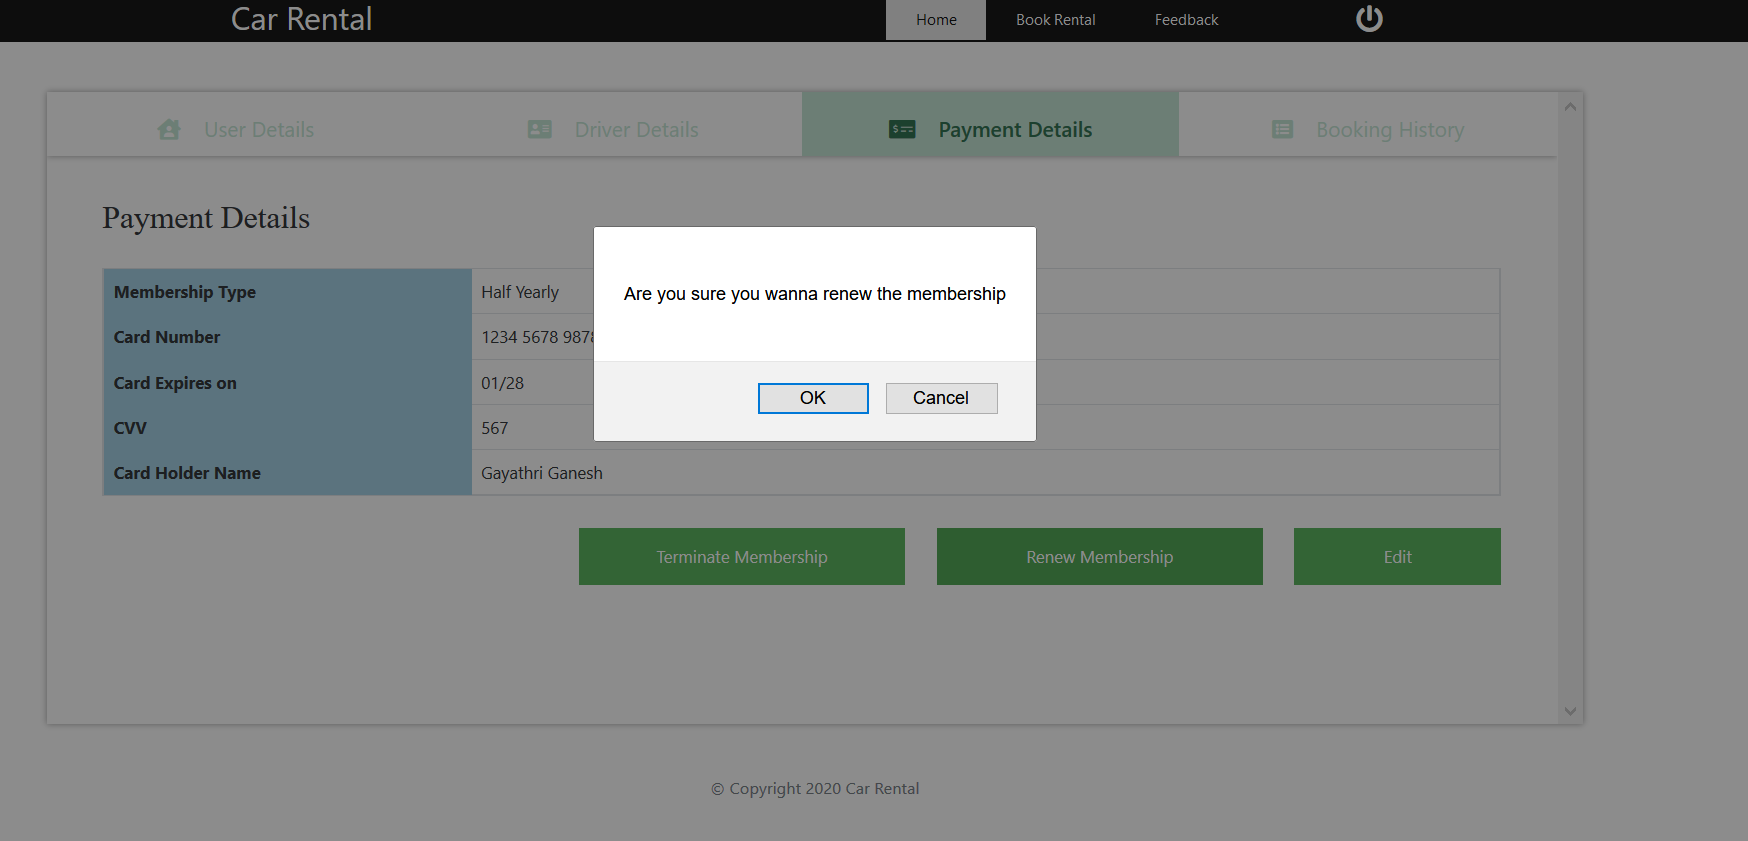 Car Rental
Home Book Rental Feedback
User Details Driver Details Payment Details Booking History
Payment Details
Are you sure you wanna renew the membership
OK Cancel
Membership Type Half Yearly
Card Number 1234 5678 987
Card Expires on 01/28
CVV 567
Card Holder Name Gayathri Ganesh
Terminate Membership Renew Membership Edit
© Copyright 2020 Car Rental